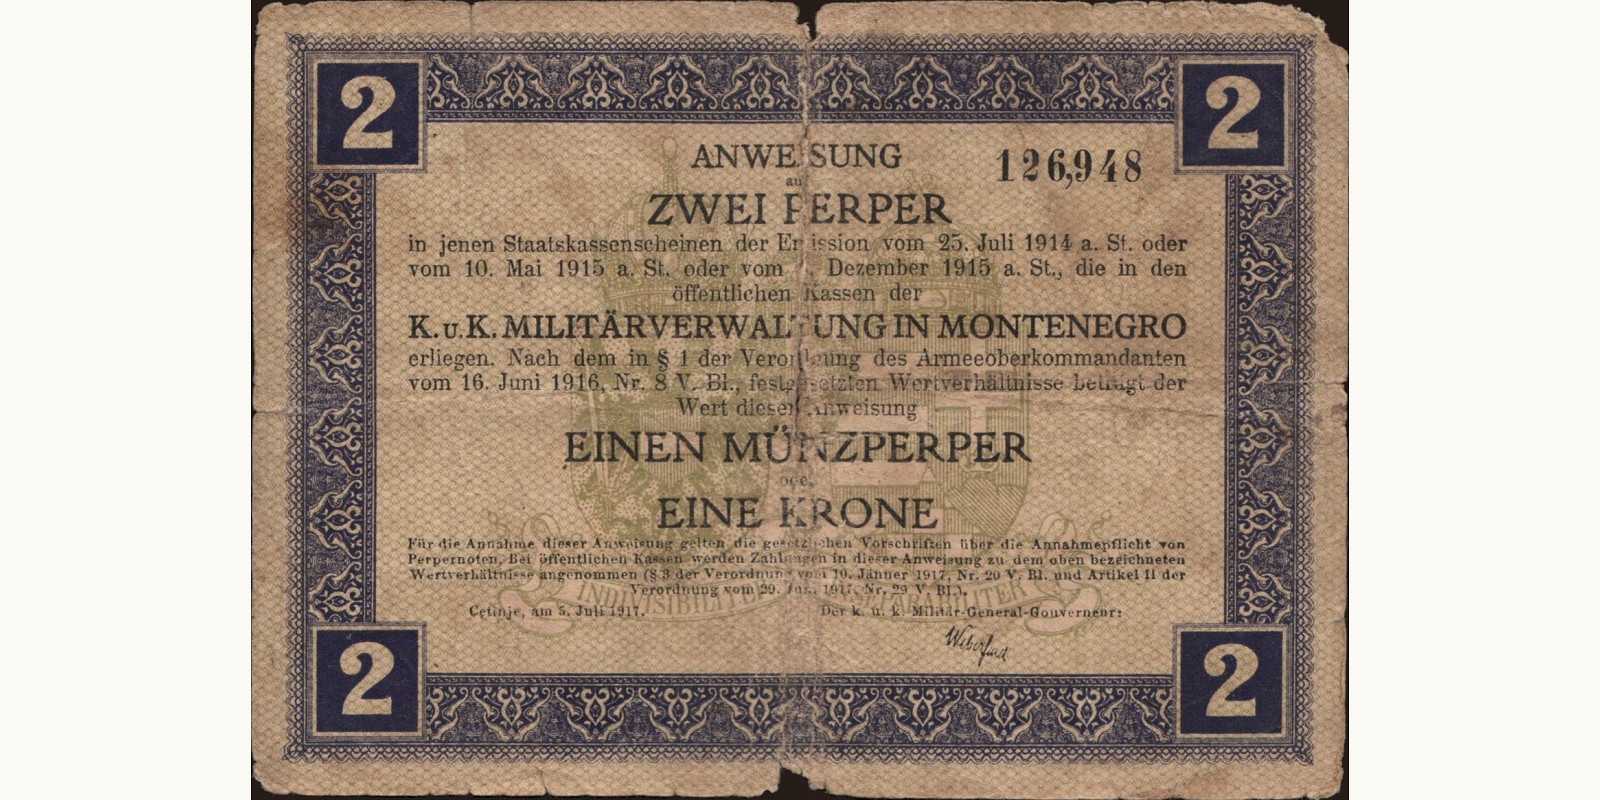 2 2
ANWEISUNG 126,948
auf
ZWEI PERPER
in jenen Staatskassenscheinen der Emission vom 25. Juli 1914 a. St. oder
vom 10. Mai 1915 a. St. oder vom Dezember 1915 a. St., die in den
öffentlichen Kassen der
K. u. K. MILITÄRVERWALTUNG IN MONTENEGRO
erliegen. Nach dem in § 1 der Verordnung des Armeeoberkommandanten
vom 16. Juni 1916, Nr. 8 V. Bl., festgesetzten Wertverhältnisse beträgt der
Wert dieser Anweisung
EINEN MÜNZPERPER
oder
EINE KRONE
Für die Annahme dieser Anweisung gelten die gesetzlichen Vorschriften über die Annahmepflicht von
Perpernoten. Bei öffentlichen Kassen werden Zahlungen in dieser Anweisung zu dem oben bezeichneten
Wertverhältnisse angenommen (§ 3 der Verordnung vom 10. Jänner 1917, Nr. 20 V. Bl. und Artikel II der
Verordnung vom 29. Juni 1917, Nr. 29 V. Bl.).
INDIVISIBILITER
Cetinje, am 5. Juli 1917. Der k. u. k. Militär-General-Gouverneur:
2 2